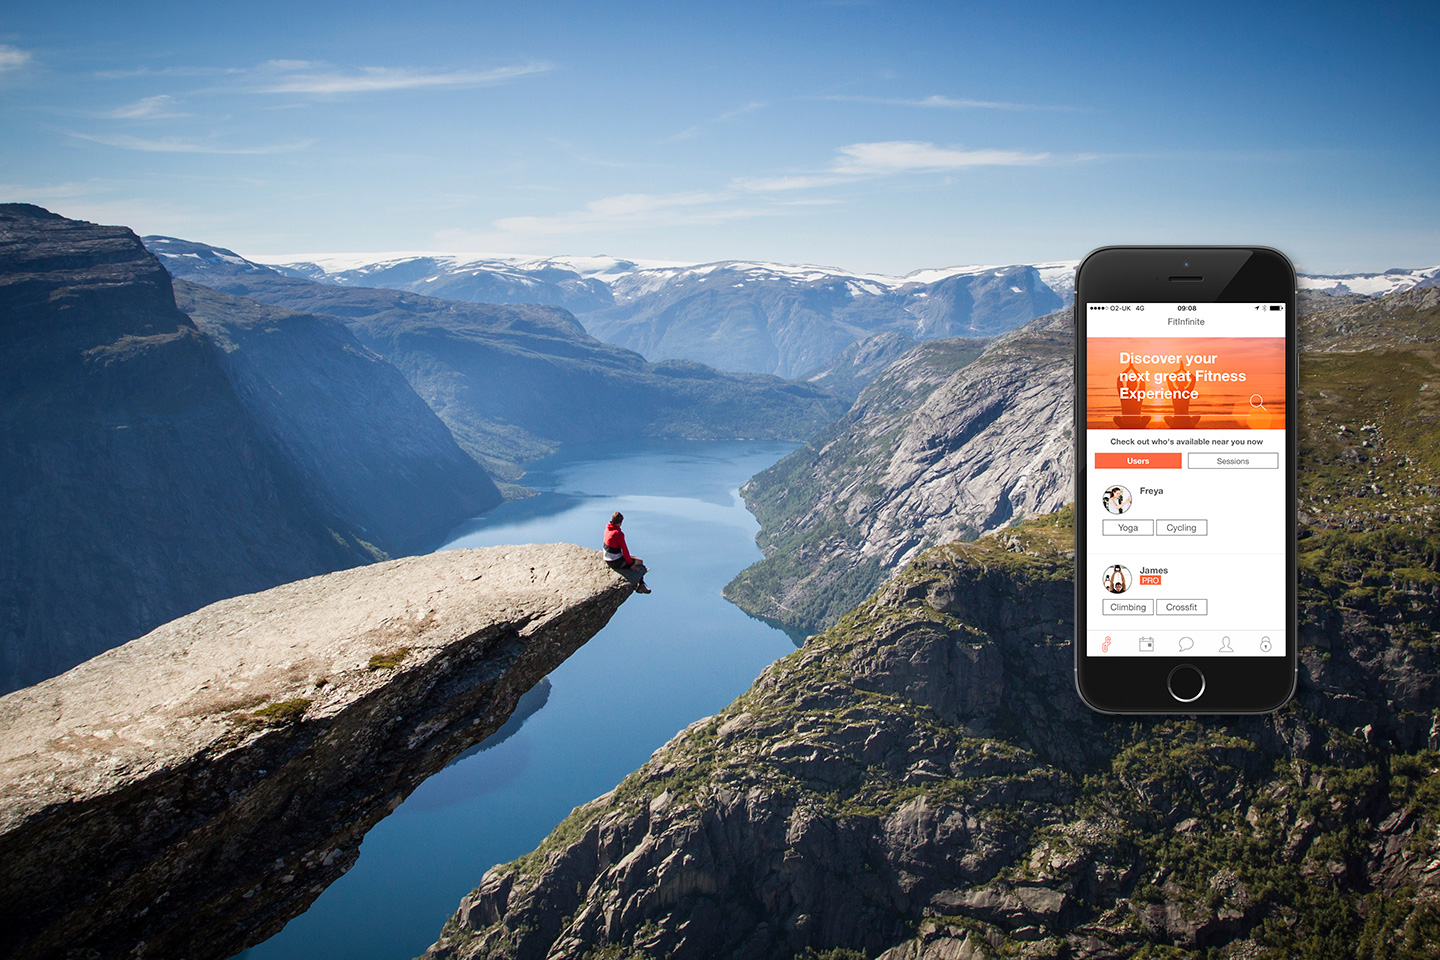 O2-UK 4G 09:08
FitInfinite
Discover your
next great Fitness
Experience
Check out who's available near you now
Users Sessions
Freya
Yoga Cycling
James
PRO
Climbing Crossfit